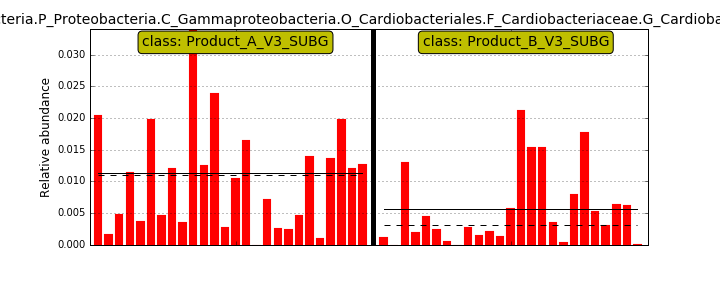 cteria.P_Proteobacteria.C_Gammaproteobacteria.O_Cardiobacteriales.F_Cardiobacteriaceae.G_Cardioba
class: Product_A_V3_SUBG class: Product_B_V3_SUBG
Relative abundance
0.030
0.025
0.020
0.015
0.010
0.005
0.000